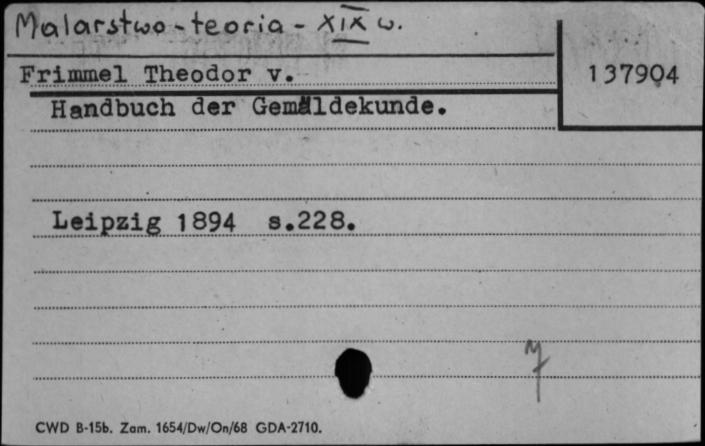 Malarstwo - teoria - XIX w.
Frimmel Theodor v.
137904
Handbuch der Gemäldekunde.
Leipzig 1894 s.228.
CWD B-15b. Zam. 1654/Dw/On/68 GDA-2710.